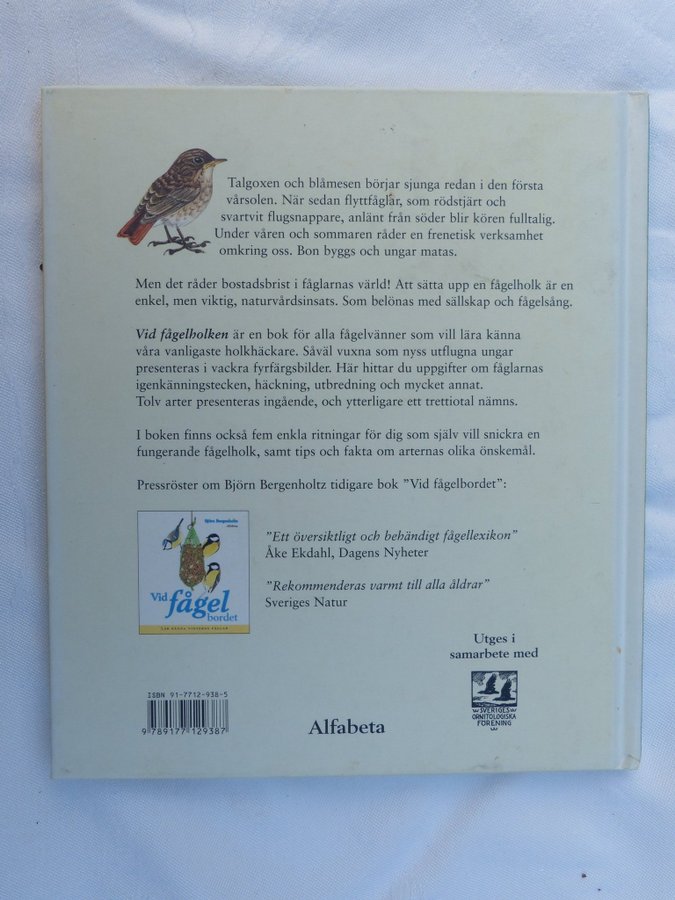 Talgoxen och blåmesen börjar sjunga redan i den första
vårsolen. När sedan flyttfåglar, som rödstjärt och
svartvit flugsnappare, anlänt från söder blir kören fulltalig.
Under våren och sommaren råder en frenetisk verksamhet
omkring oss. Bon byggs och ungar matas.
Men det råder bostadsbrist i fåglarnas värld! Att sätta upp en fågelholk är en
enkel, men viktig, naturvårdsinsats. Som belönas med sällskap och fågelsång.
Vid fågelholken är en bok för alla fågelvänner som vill lära känna
våra vanligaste holkhäckare. Såväl vuxna som nyss utflugna ungar
presenteras i vackra fyrfärgsbilder. Här hittar du uppgifter om fåglarnas
igenkänningstecken, häckning, utbredning och mycket annat.
Tolv arter presenteras ingående, och ytterligare ett trettiotal nämns.
I boken finns också fem enkla ritningar för dig som själv vill snickra en
fungerande fågelholk, samt tips och fakta om arternas olika önskemål.
Pressröster om Björn Bergenholtz tidigare bok ”Vid fågelbordet”:
Björn Bergenholtz
Vid
fågel
bordet
LÄR KÄNNA VINTERNS FÅGLAR
”Ett översiktligt och behändigt fågellexikon”
Åke Ekdahl, Dagens Nyheter
”Rekommenderas varmt till alla åldrar”
Sveriges Natur
Utges i
samarbete med
SVERIGES
ORNITOLOGISKA
FÖRENING
ISBN 91-7712-938-5
9 789177 129387
Alfabeta